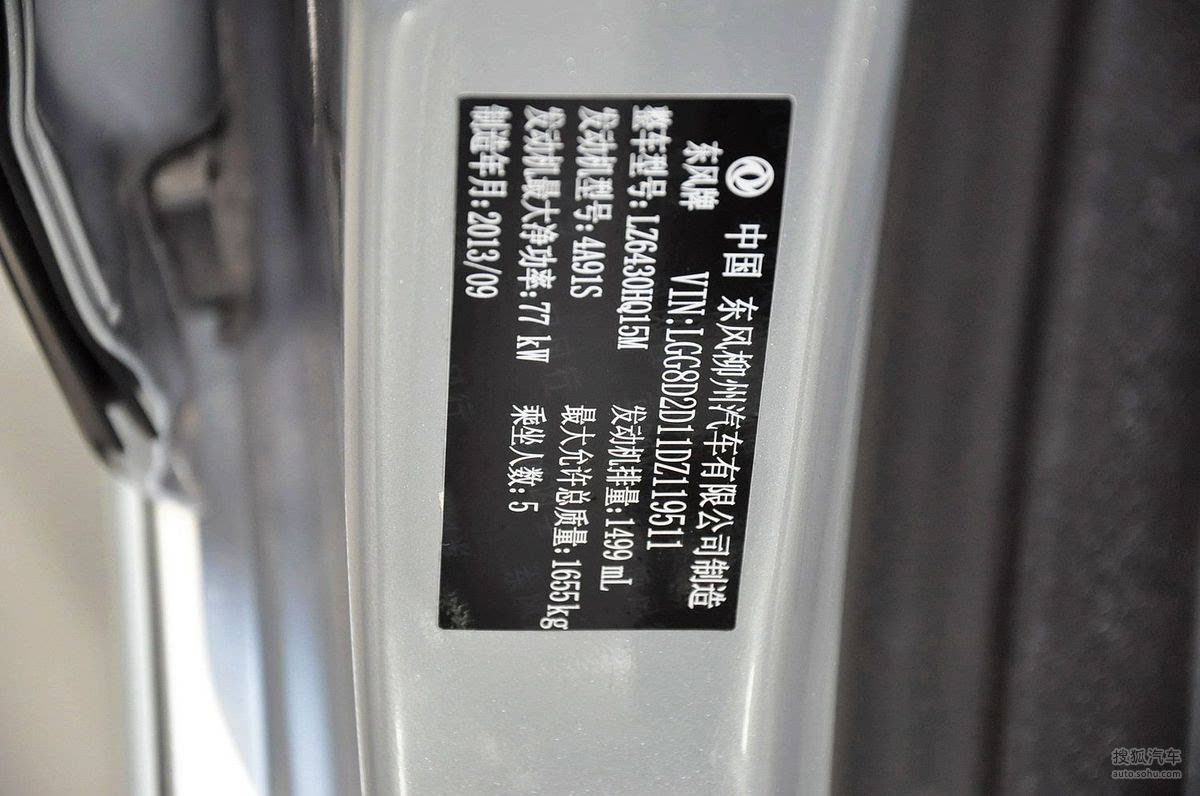 中国 东风柳州汽车有限公司制造
东风牌 VIN:LGG8D2D11DZ119511
整车型号:LZ6430HQ15M 发动机排量:1499 mL
发动机型号:4A91S 最大允许总质量:1655kg
发动机最大净功率:77 kW 乘坐人数:5
制造年月:2013/09
搜狐汽车
auto.sohu.com